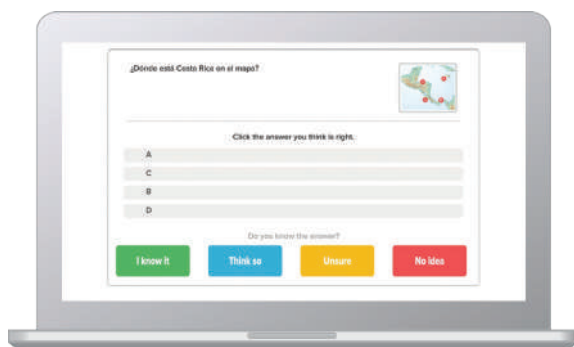 ¿Dónde está Costa Rica en el mapa?
Click the answer you think is right.
A
C
B
D
Do you know the answer?
I know it
Think so
Unsure
No idea